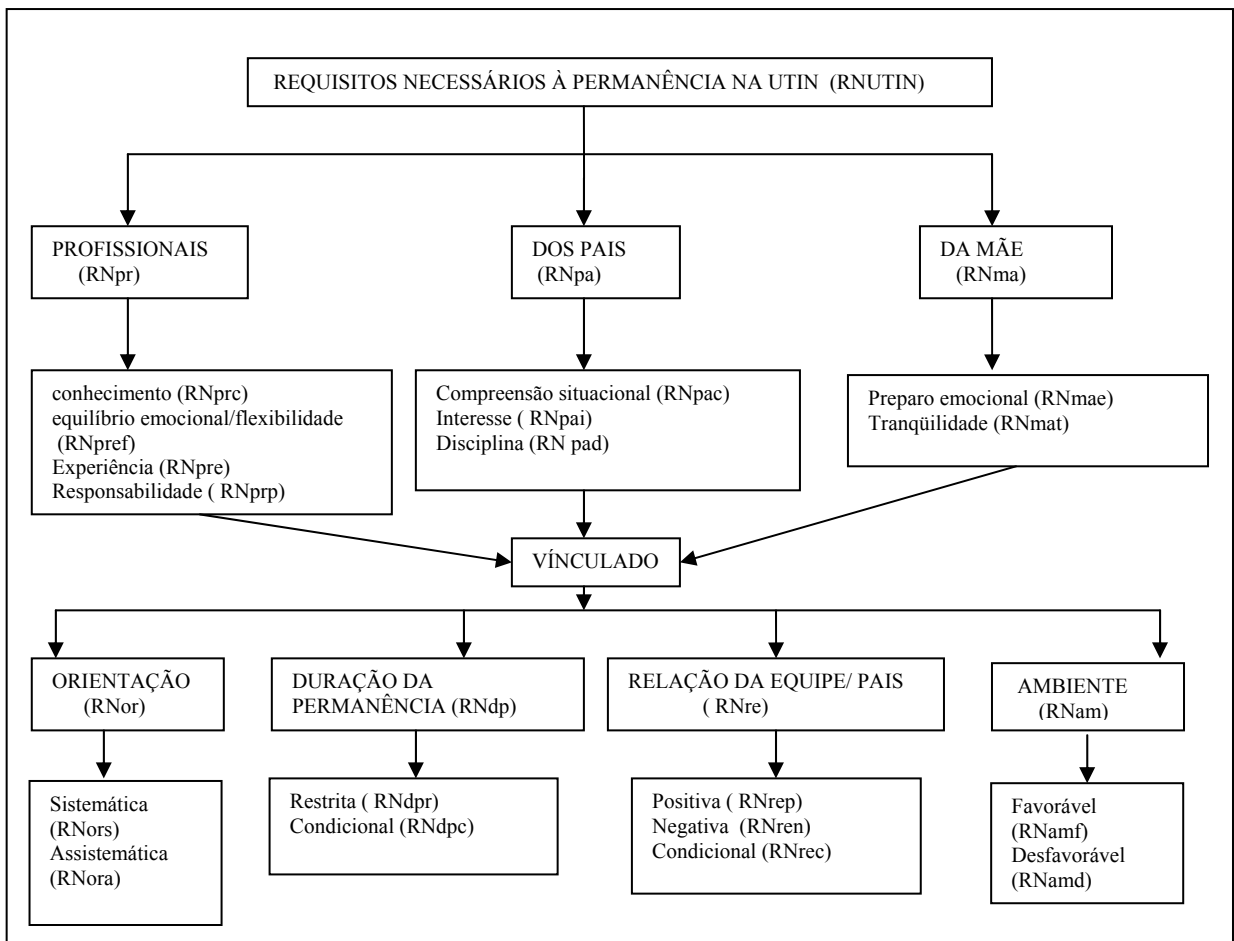 REQUISITOS NECESSÁRIOS À PERMANÊNCIA NA UTIN (RNUTIN)
PROFISSIONAIS
(RNpr)
DOS PAIS
(RNpa)
DA MÃE
(RNma)
conhecimento (RNprc)
equilíbrio emocional/flexibilidade
(RNpref)
Experiência (RNpre)
Responsabilidade ( RNprp)
Compreensão situacional (RNpac)
Interesse ( RNpai)
Disciplina (RN pad)
Preparo emocional (RNmae)
Tranqüilidade (RNmat)
VÍNCULADO
ORIENTAÇÃO
(RNor)
DURAÇÃO DA
PERMANÊNCIA (RNdp)
RELAÇÃO DA EQUIPE/ PAIS
( RNre)
AMBIENTE
(RNam)
Sistemática
(RNors)
Assistemática
(RNora)
Restrita ( RNdpr)
Condicional (RNdpc)
Positiva ( RNrep)
Negativa (RNren)
Condicional (RNrec)
Favorável
(RNamf)
Desfavorável
(RNamd)